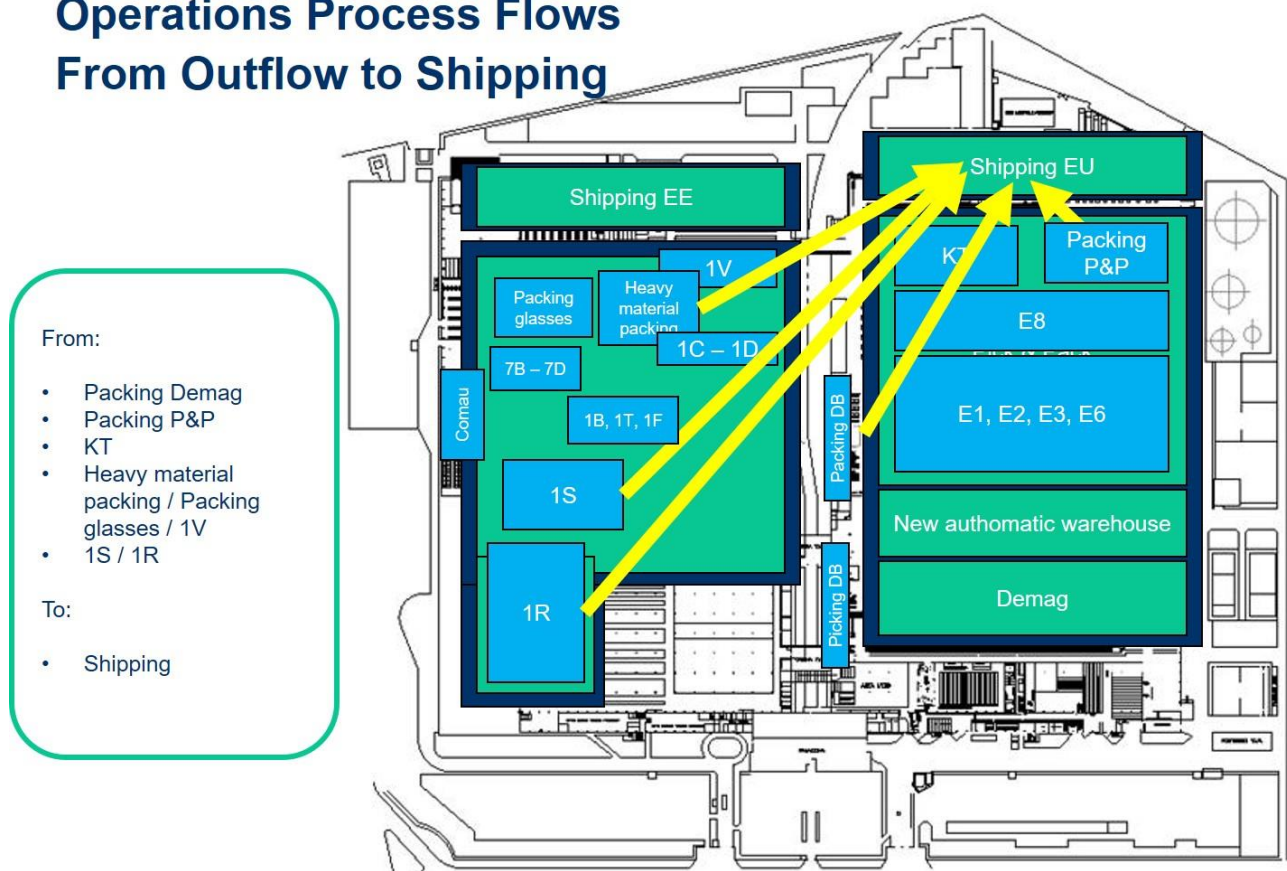 Operations Process Flows
From Outflow to Shipping
From:
• Packing Demag
• Packing P&P
• KT
• Heavy material
packing / Packing
glasses / 1V
• 1S / 1R
To:
• Shipping
Shipping EE
Shipping EU
1V
Packing
glasses
Heavy
material
packing
1C – 1D
7B – 7D
Comau
1B, 1T, 1F
1S
1R
Packing DB
Picking DB
KT
Packing
P&P
E8
E1, E2, E3, E6
New authomatic warehouse
Demag